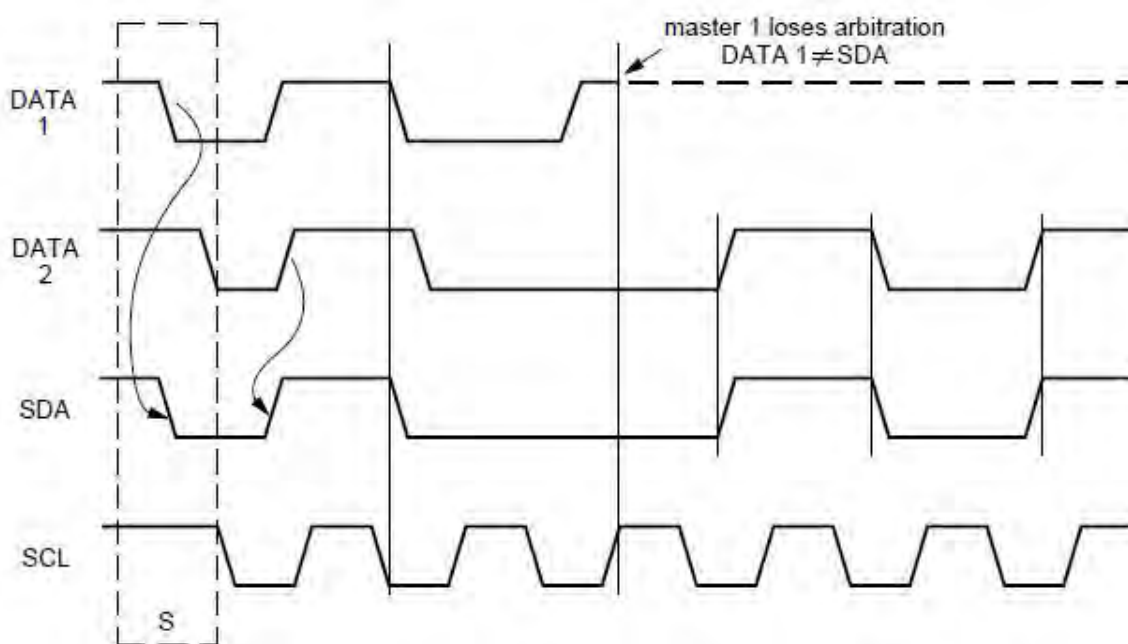 master 1 loses arbitration
DATA 1≠SDA
DATA
1
DATA
2
SDA
SCL
S